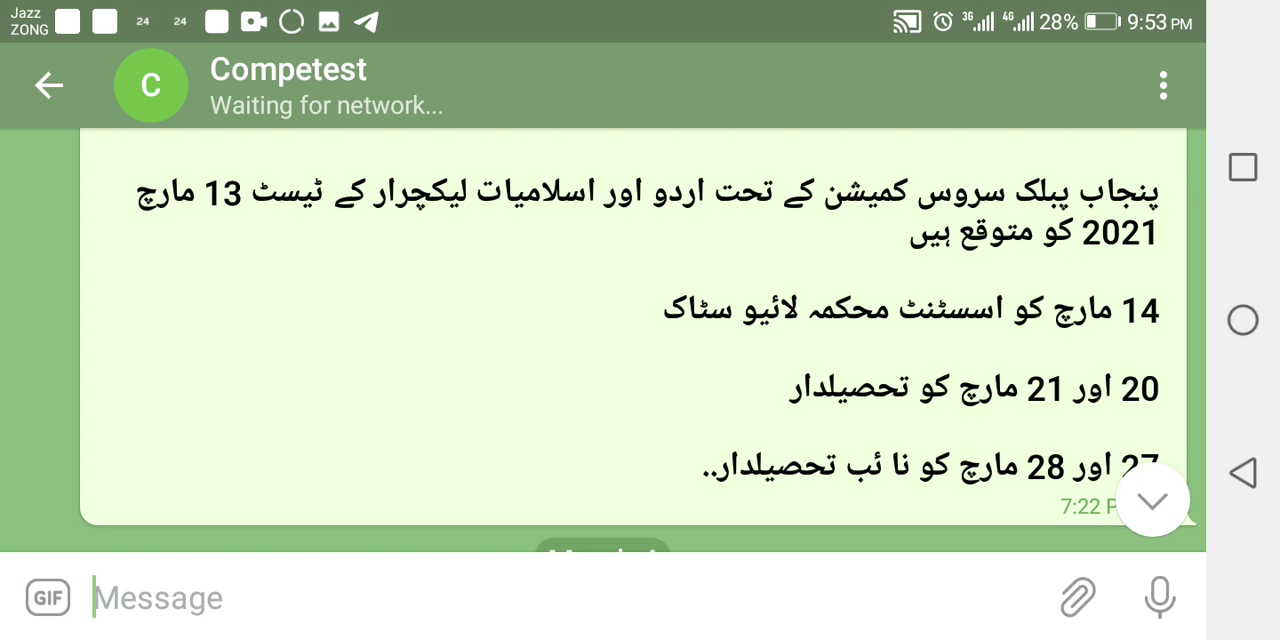 Jazz
ZONG
24 24
3G 4G 28% 9:53 PM
C
Competest
Waiting for network...
پنجاب پبلک سروس کمیشن کے تحت اردو اور اسلامیات لیکچرار کے ٹیسٹ 13 مارچ
2021 کو متوقع ہیں
14 مارچ کو اسسٹنٹ محکمہ لائیو سٹاک
20 اور 21 مارچ کو تحصیلدار
27 اور 28 مارچ کو نا ئب تحصیلدار..
7:22 P
GIF Message